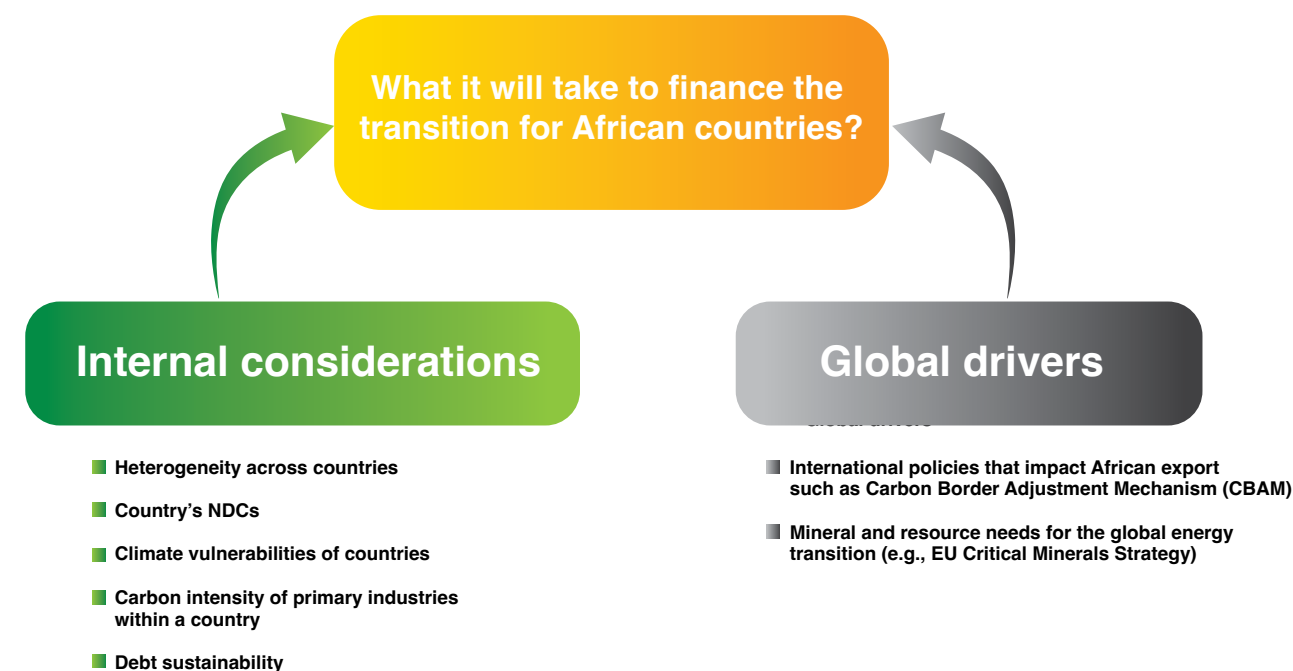 What it will take to finance the
transition for African countries?
Internal considerations
Heterogeneity across countries
Country's NDCs
Climate vulnerabilities of countries
Carbon intensity of primary industries
within a country
Debt sustainability
Global drivers
Global drivers
International policies that impact African export
such as Carbon Border Adjustment Mechanism (CBAM)
Mineral and resource needs for the global energy
transition (e.g., EU Critical Minerals Strategy)